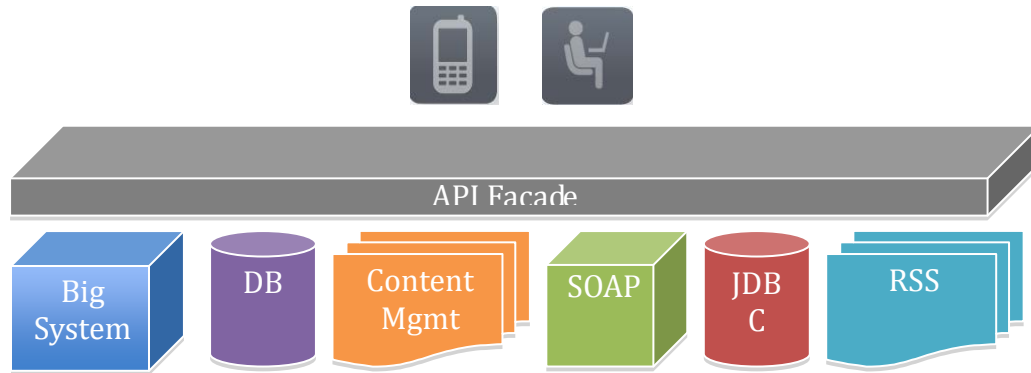 API Facade
Big
System
DB
Content
Mgmt
SOAP
JDB
C
RSS